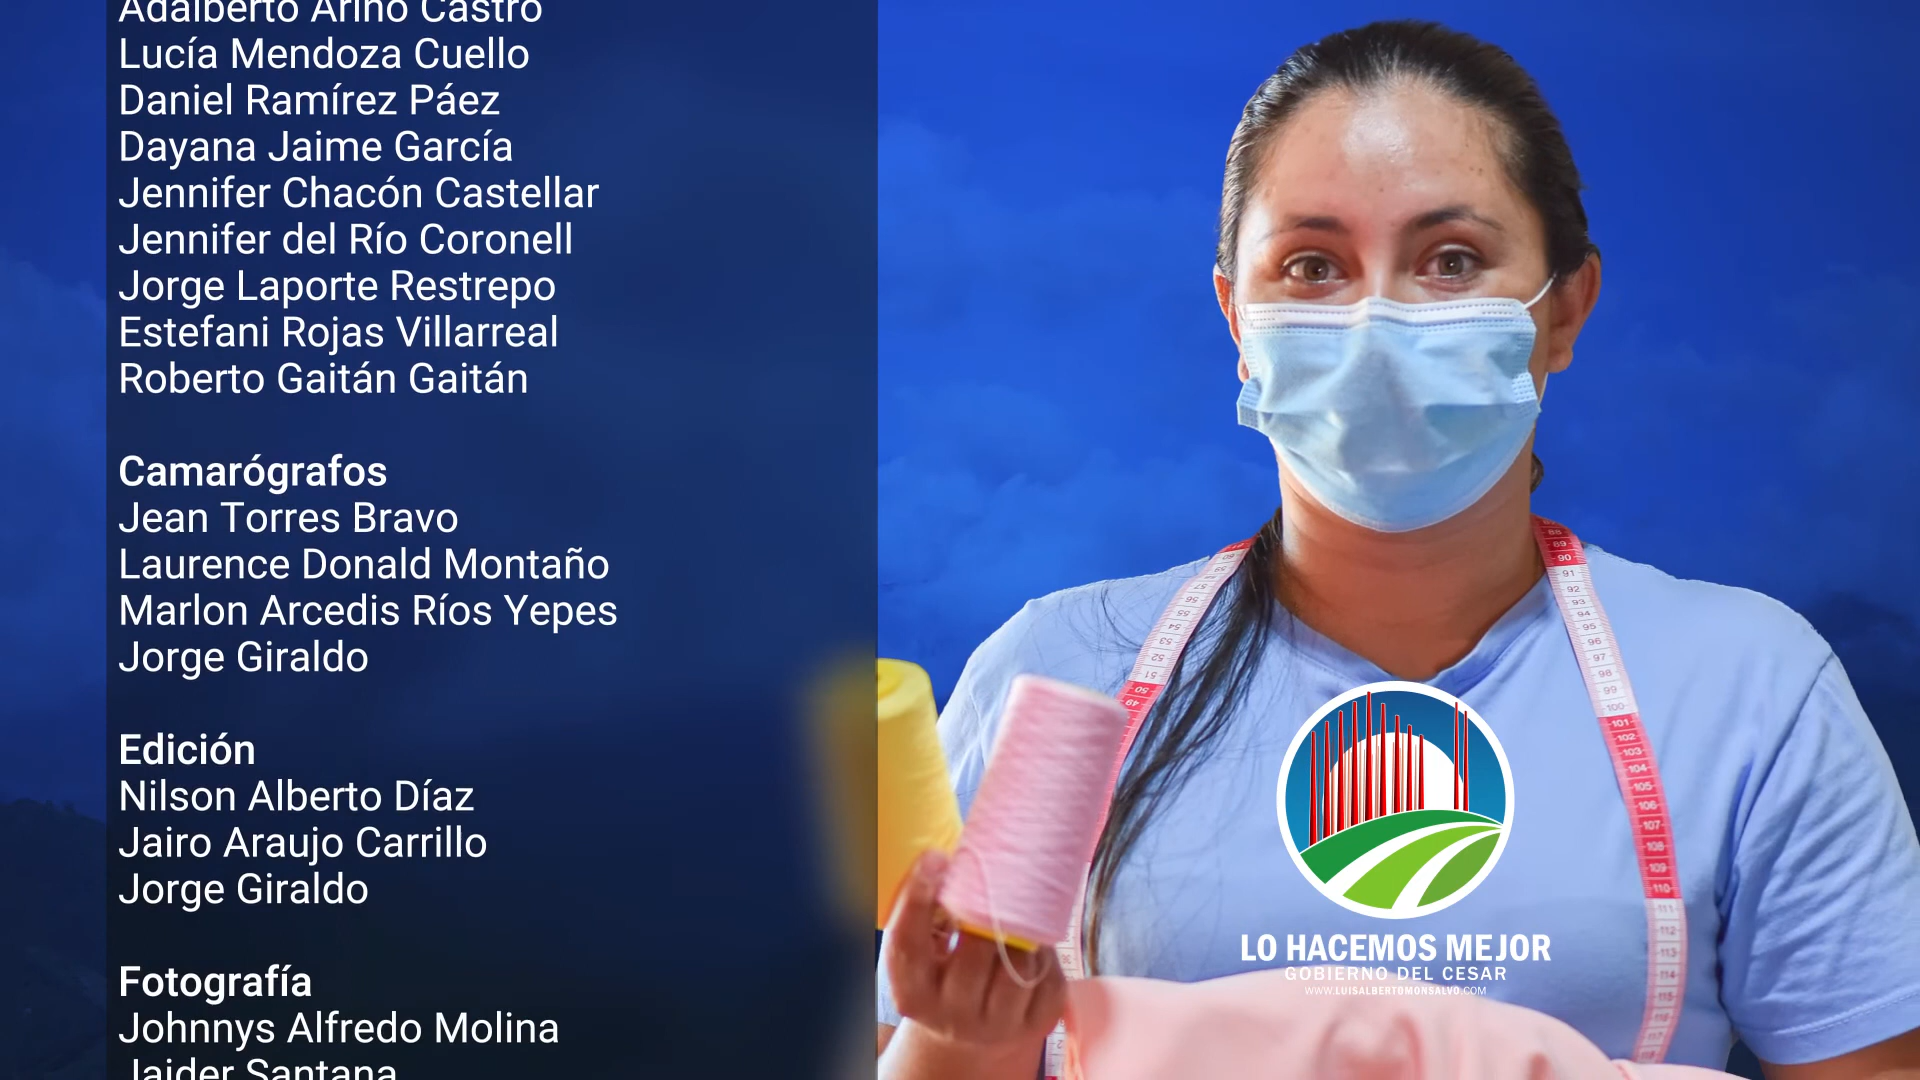 Adalberto Ariño Castro
Lucía Mendoza Cuello
Daniel Ramírez Páez
Dayana Jaime García
Jennifer Chacón Castellar
Jennifer del Río Coronell
Jorge Laporte Restrepo
Estefani Rojas Villarreal
Roberto Gaitán Gaitán
Camarógrafos
Jean Torres Bravo
Laurence Donald Montaño
Marlon Arcedis Ríos Yepes
Jorge Giraldo
Edición
Nilson Alberto Díaz
Jairo Araujo Carrillo
Jorge Giraldo
Fotografía
Johnnys Alfredo Molina
Jaider Santana
LO HACEMOS MEJOR
GOBIERNO DEL CESAR
WWW.LUISALBERTOMONSALVO.COM